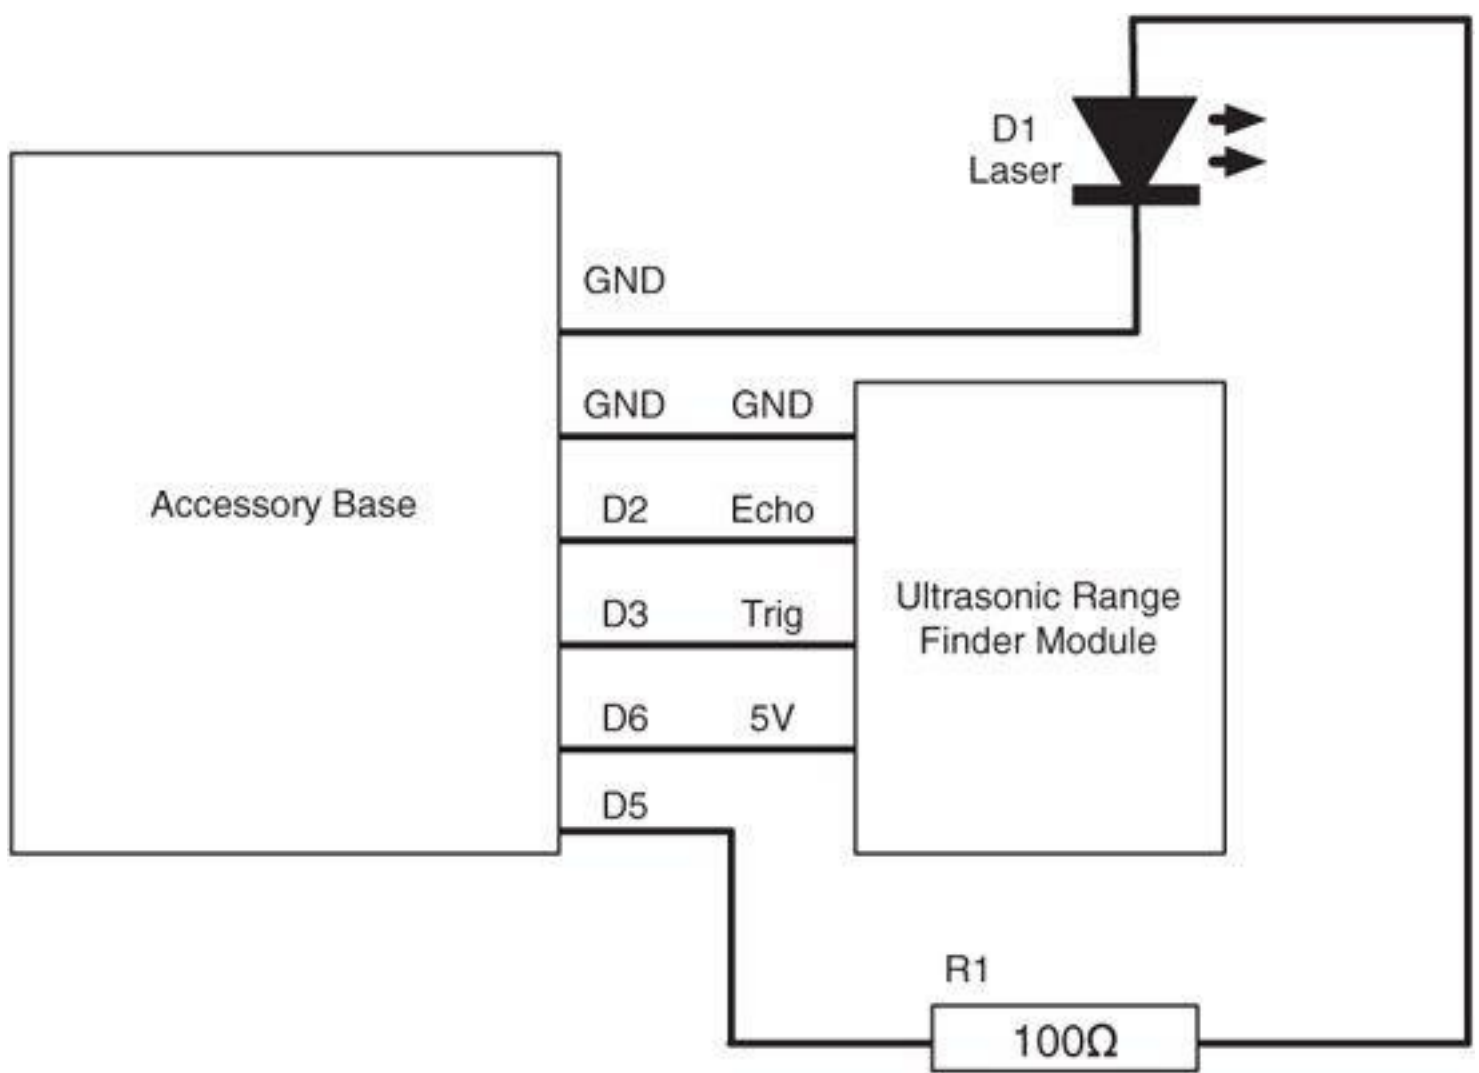 D1
Laser
GND
GND GND
Accessory Base
D2 Echo
Ultrasonic Range
Finder Module
D3 Trig
D6 5V
D5
R1
100Ω